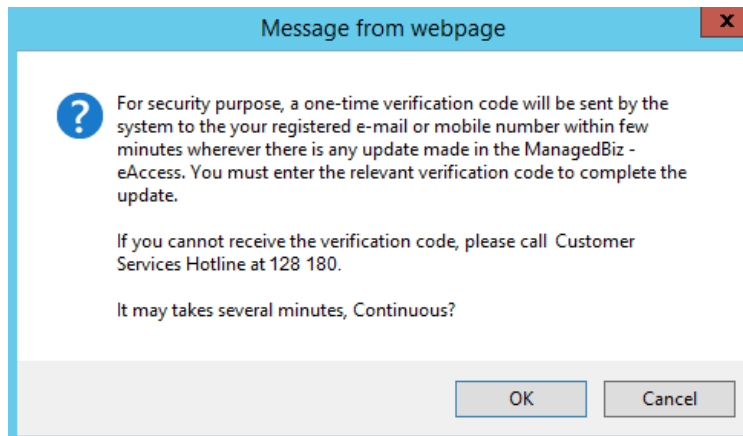 Message from webpage
x
?
For security purpose, a one-time verification code will be sent by the
system to the your registered e-mail or mobile number within few
minutes wherever there is any update made in the ManagedBiz -
eAccess. You must enter the relevant verification code to complete the
update.
If you cannot receive the verification code, please call Customer
Services Hotline at 128 180.
It may takes several minutes, Continuous?
OK
Cancel